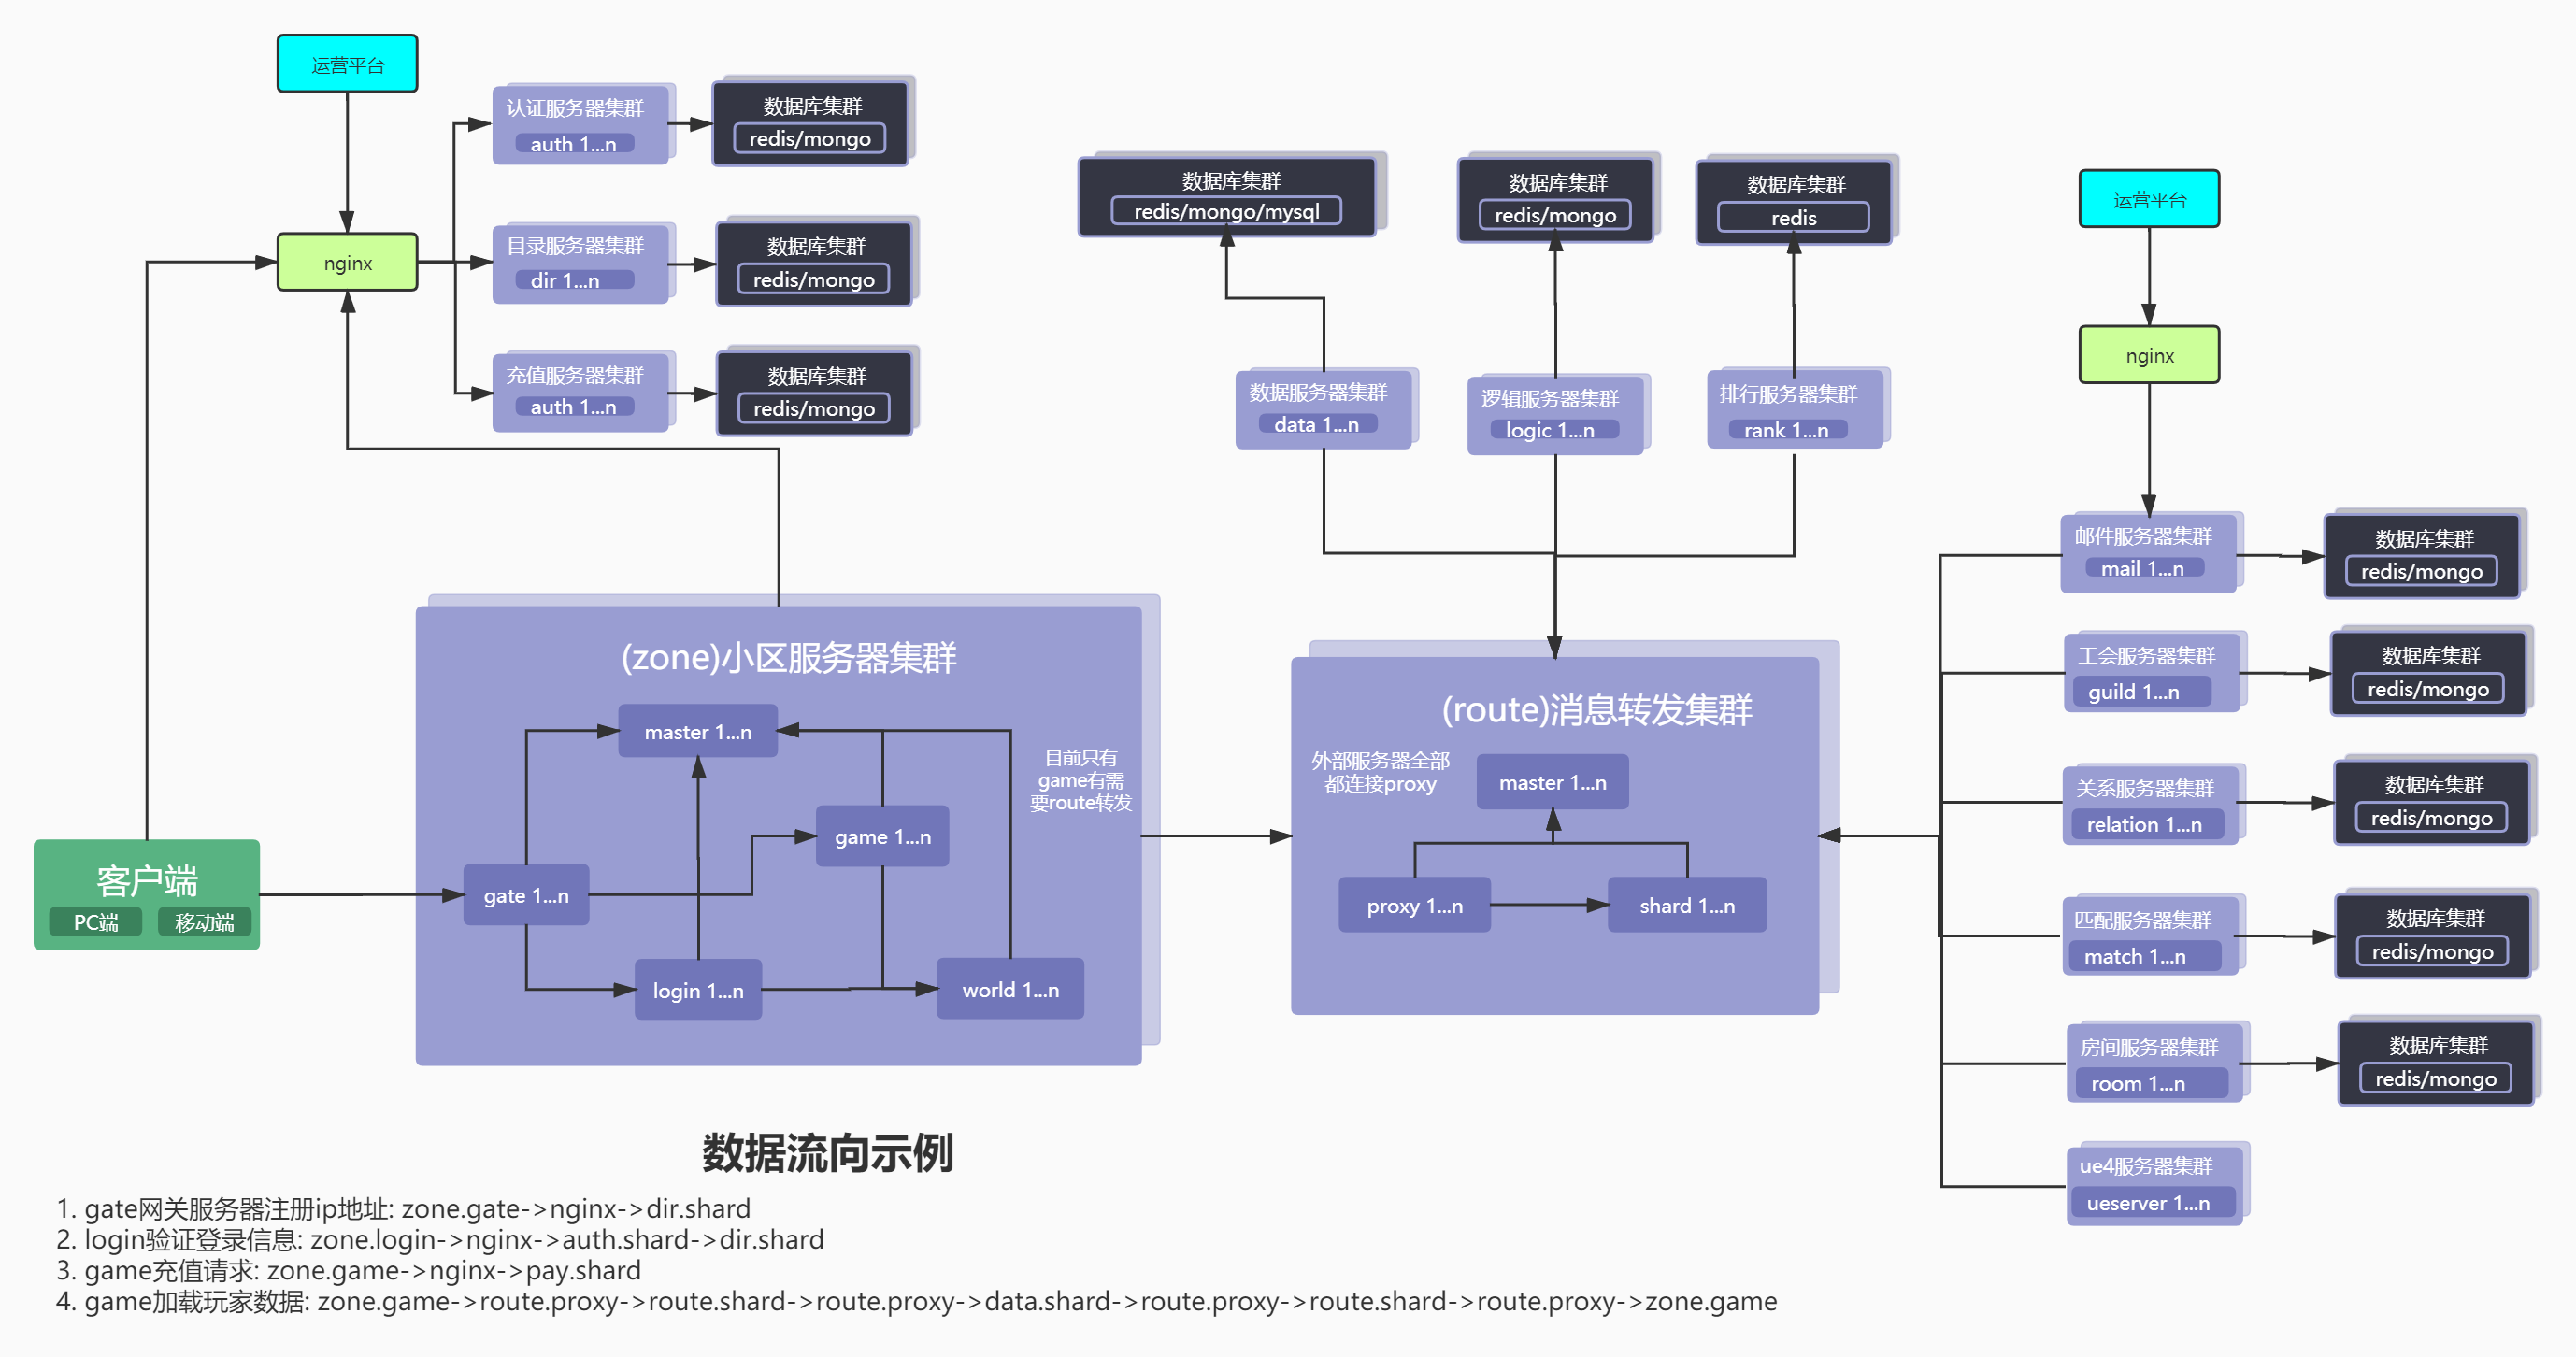 运营平台
nginx
认证服务器集群
auth 1...n
数据库集群
redis/mongo
目录服务器集群
dir 1...n
数据库集群
redis/mongo
充值服务器集群
auth 1...n
数据库集群
redis/mongo
数据库集群
redis/mongo/mysql
数据库集群
redis/mongo
数据库集群
redis
数据服务器集群
data 1...n
逻辑服务器集群
logic 1...n
排行服务器集群
rank 1...n
运营平台
nginx
邮件服务器集群
mail 1...n
数据库集群
redis/mongo
工会服务器集群
guild 1...n
数据库集群
redis/mongo
关系服务器集群
relation 1...n
数据库集群
redis/mongo
匹配服务器集群
match 1...n
数据库集群
redis/mongo
房间服务器集群
room 1...n
数据库集群
redis/mongo
ue4服务器集群
ueserver 1...n
客户端
PC端
移动端
(zone)小区服务器集群
master 1...n
目前只有
game有需
要route转发
game 1...n
gate 1...n
login 1...n
world 1...n
(route)消息转发集群
外部服务器全部
都连接proxy
master 1...n
proxy 1...n
shard 1...n
数据流向示例
1. gate网关服务器注册ip地址: zone.gate->nginx->dir.shard
2. login验证登录信息: zone.login->nginx->auth.shard->dir.shard
3. game充值请求: zone.game->nginx->pay.shard
4. game加载玩家数据: zone.game->route.proxy->route.shard->route.proxy->data.shard->route.proxy->route.shard->route.proxy->zone.game